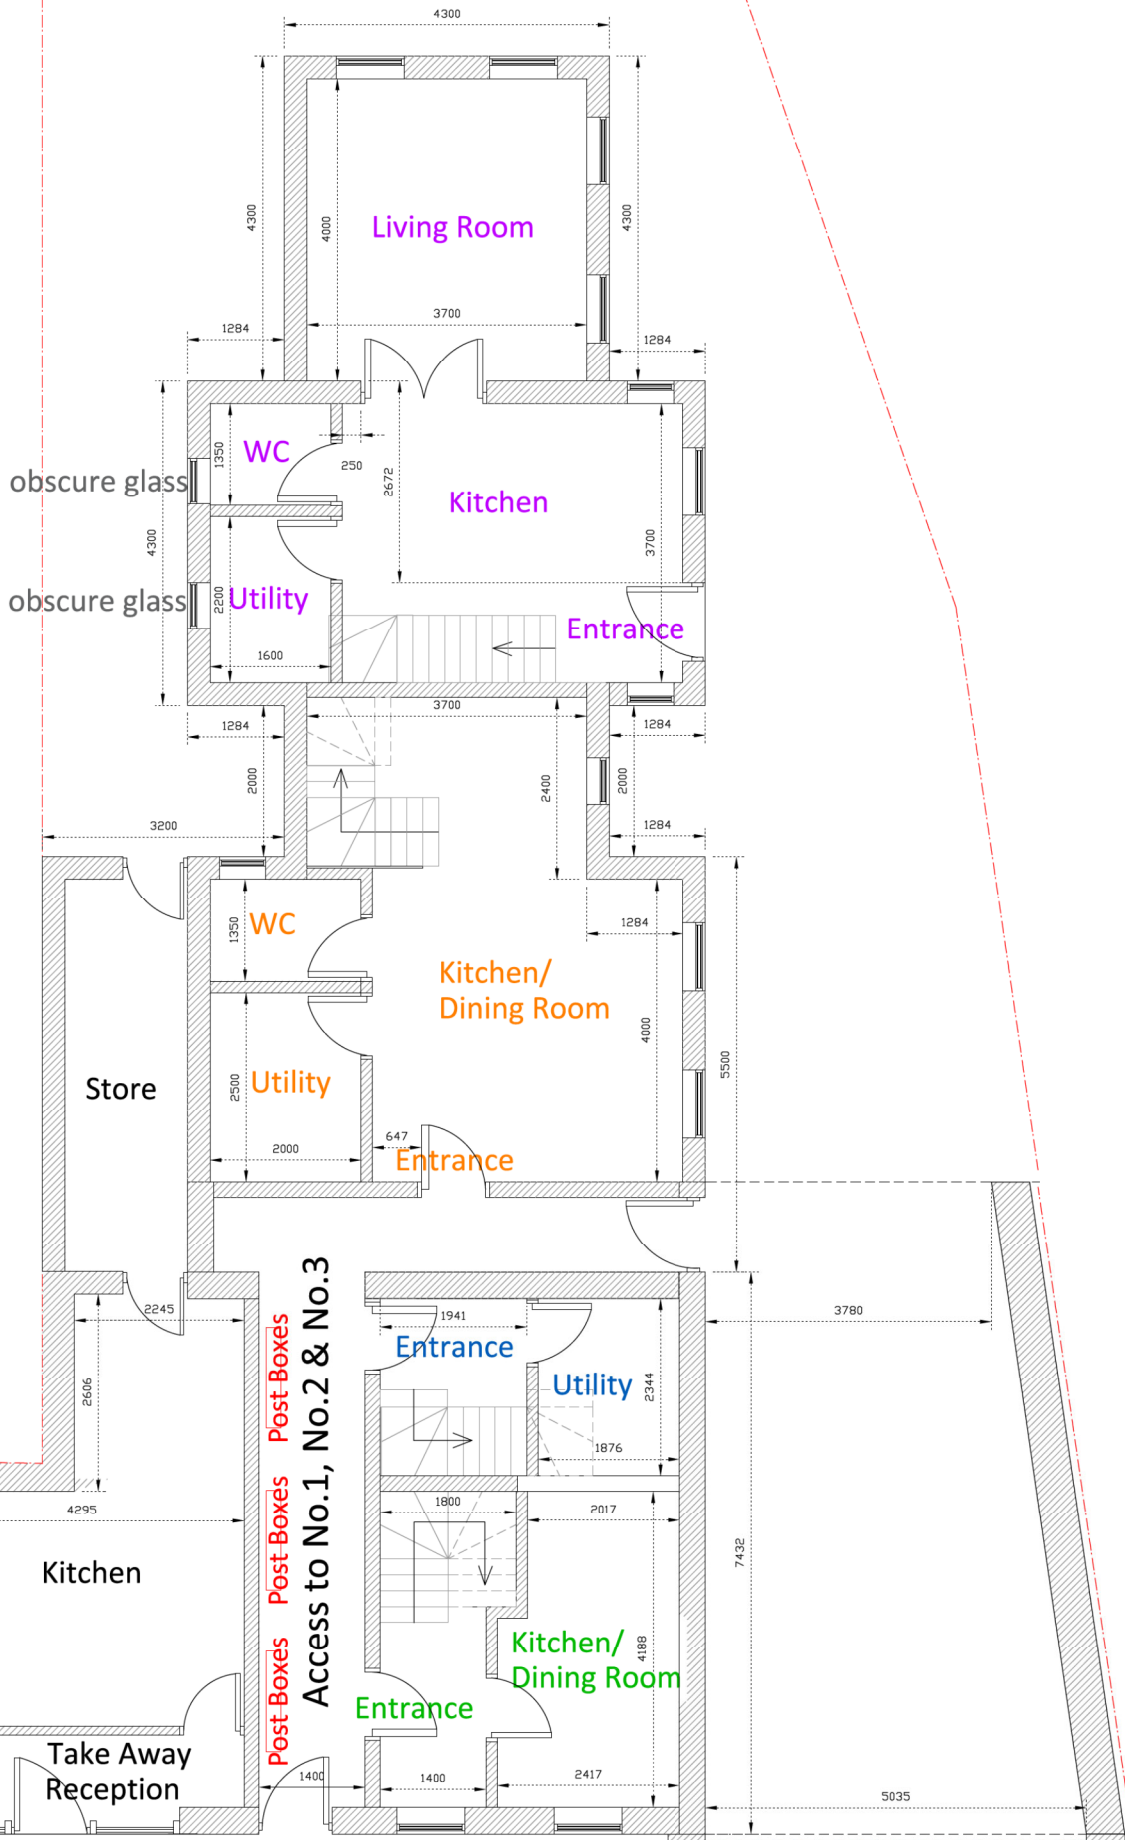 4300
4300
4300
4000
Living Room
3700
1284
1284
WC
1350
250
2672
obscure glass
Kitchen
4300
3700
obscure glass
2200
Utility
Entrance
1600
3700
1284
1284
2000
2400
2000
3200
1284
WC
1350
1284
Kitchen/
Dining Room
4000
5500
Store
Utility
2500
647
2000
Entrance
Access to No.1, No.2 & No.3
2245
1941
3780
Post Boxes
Entrance
Utility
2344
2606
1876
4295
1800
2017
Post Boxes
7432
Kitchen
Kitchen/
Dining Room
4188
Post Boxes
Entrance
Take Away
Reception
1400
1400
2417
5035